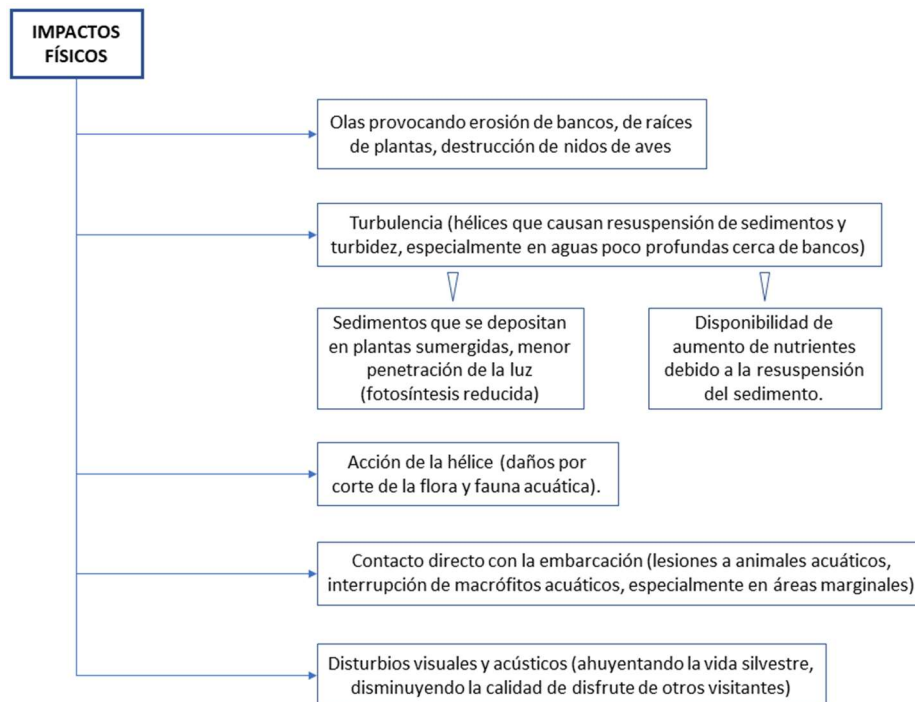 IMPACTOS
FÍSICOS
Olas provocando erosión de bancos, de raíces
de plantas, destrucción de nidos de aves
Turbulencia (hélices que causan resuspensión de sedimentos y
turbidez, especialmente en aguas poco profundas cerca de bancos)
Sedimentos que se depositan
en plantas sumergidas, menor
penetración de la luz
(fotosíntesis reducida)
Disponibilidad de
aumento de nutrientes
debido a la resuspensión
del sedimento.
Acción de la hélice (daños por
corte de la flora y fauna acuática).
Contacto directo con la embarcación (lesiones a animales acuáticos,
interrupción de macrófitos acuáticos, especialmente en áreas marginales)
Disturbios visuales y acústicos (ahuyentando la vida silvestre,
disminuyendo la calidad de disfrute de otros visitantes)